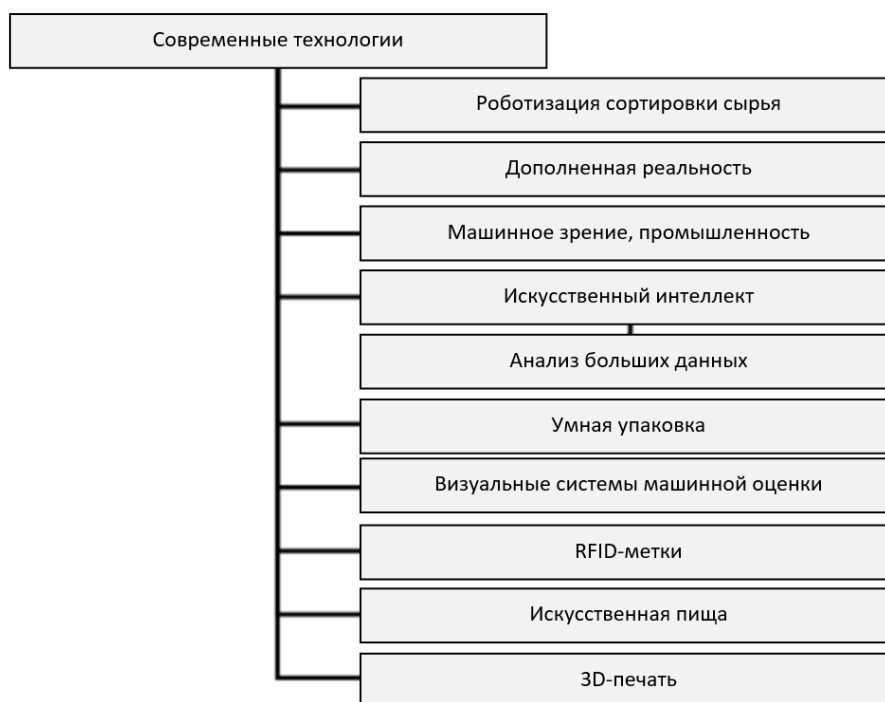 Современные технологии
Роботизация сортировки сырья
Дополненная реальность
Машинное зрение, промышленность
Искусственный интеллект
Анализ больших данных
Умная упаковка
Визуальные системы машинной оценки
RFID-метки
Искусственная пища
3D-печать